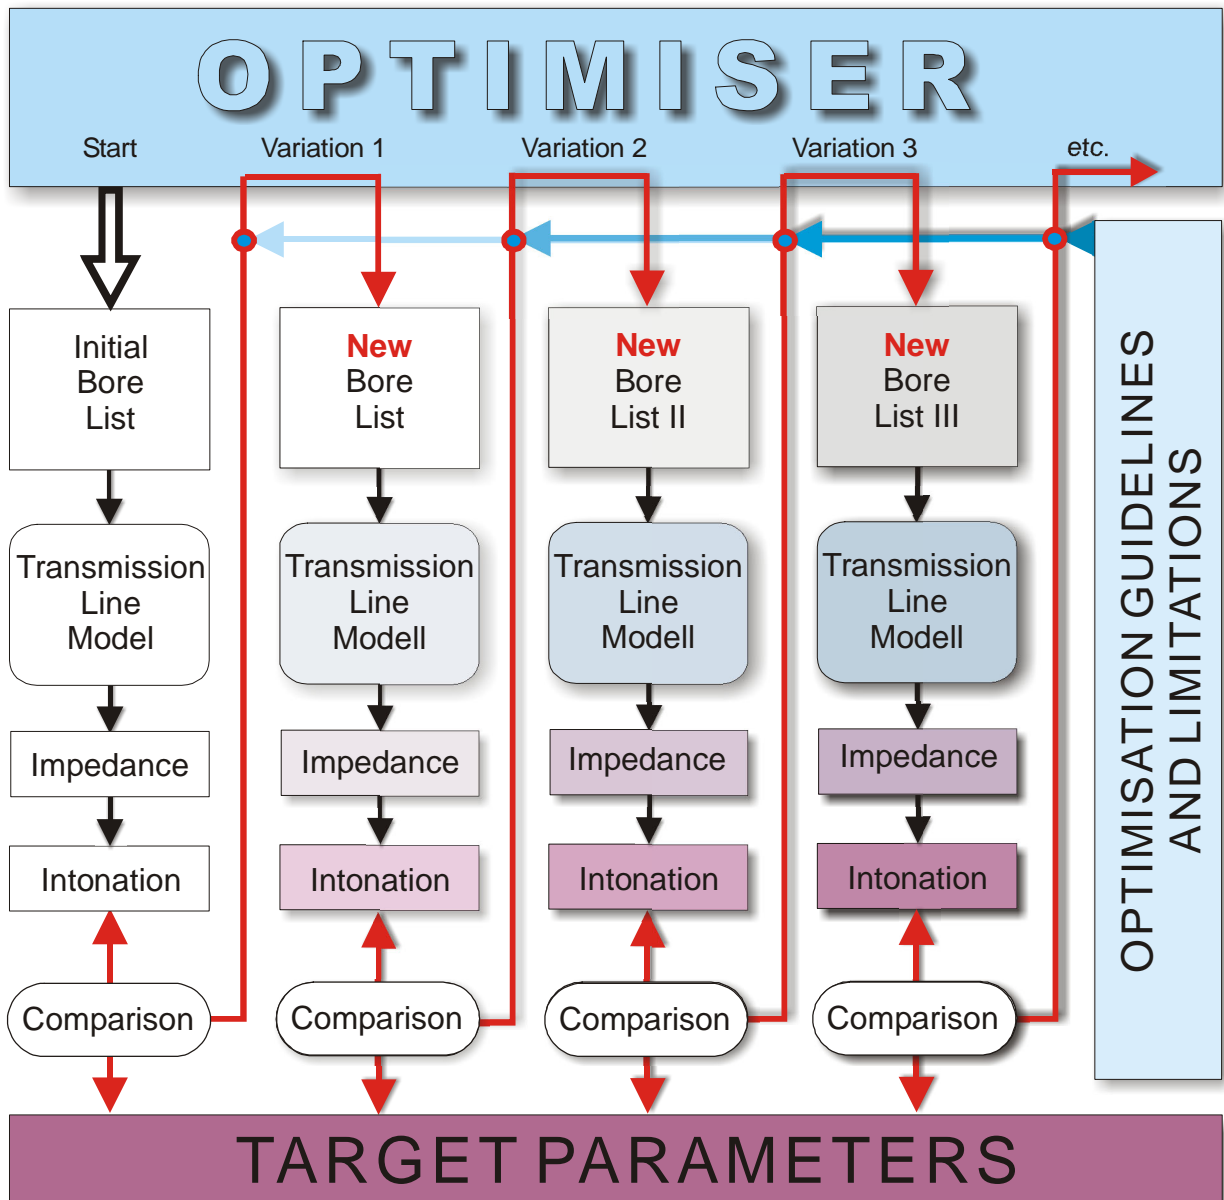 OPTIMISER
Start
Variation 1
Variation 2
Variation 3
etc.
Initial
Bore
List
New
Bore
List
New
Bore
List II
New
Bore
List III
Transmission
Line
Model
Transmission
Line
Modell
Transmission
Line
Modell
Transmission
Line
Modell
Impedance
Impedance
Impedance
Impedance
Intonation
Intonation
Intonation
Intonation
Comparison
Comparison
Comparison
Comparison
OPTIMISATION GUIDELINES
AND LIMITATIONS
TARGET PARAMETERS